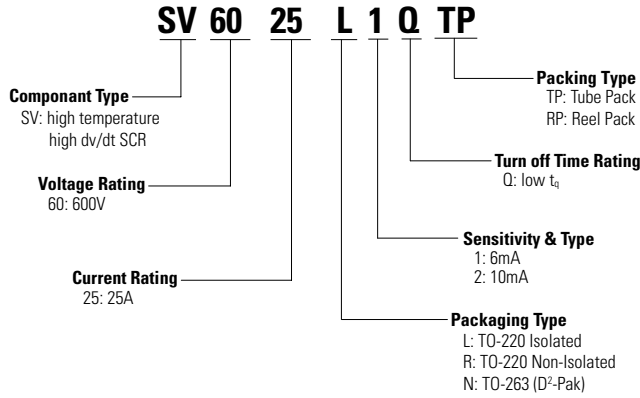 SV 60 25 L 1 Q TP
Componant Type
SV: high temperature
high dv/dt SCR
Voltage Rating
60: 600V
Current Rating
25: 25A
Packing Type
TP: Tube Pack
RP: Reel Pack
Turn off Time Rating
Q: low tq
Sensitivity & Type
1: 6mA
2: 10mA
Packaging Type
L: TO-220 Isolated
R: TO-220 Non-Isolated
N: TO-263 (D²-Pak)